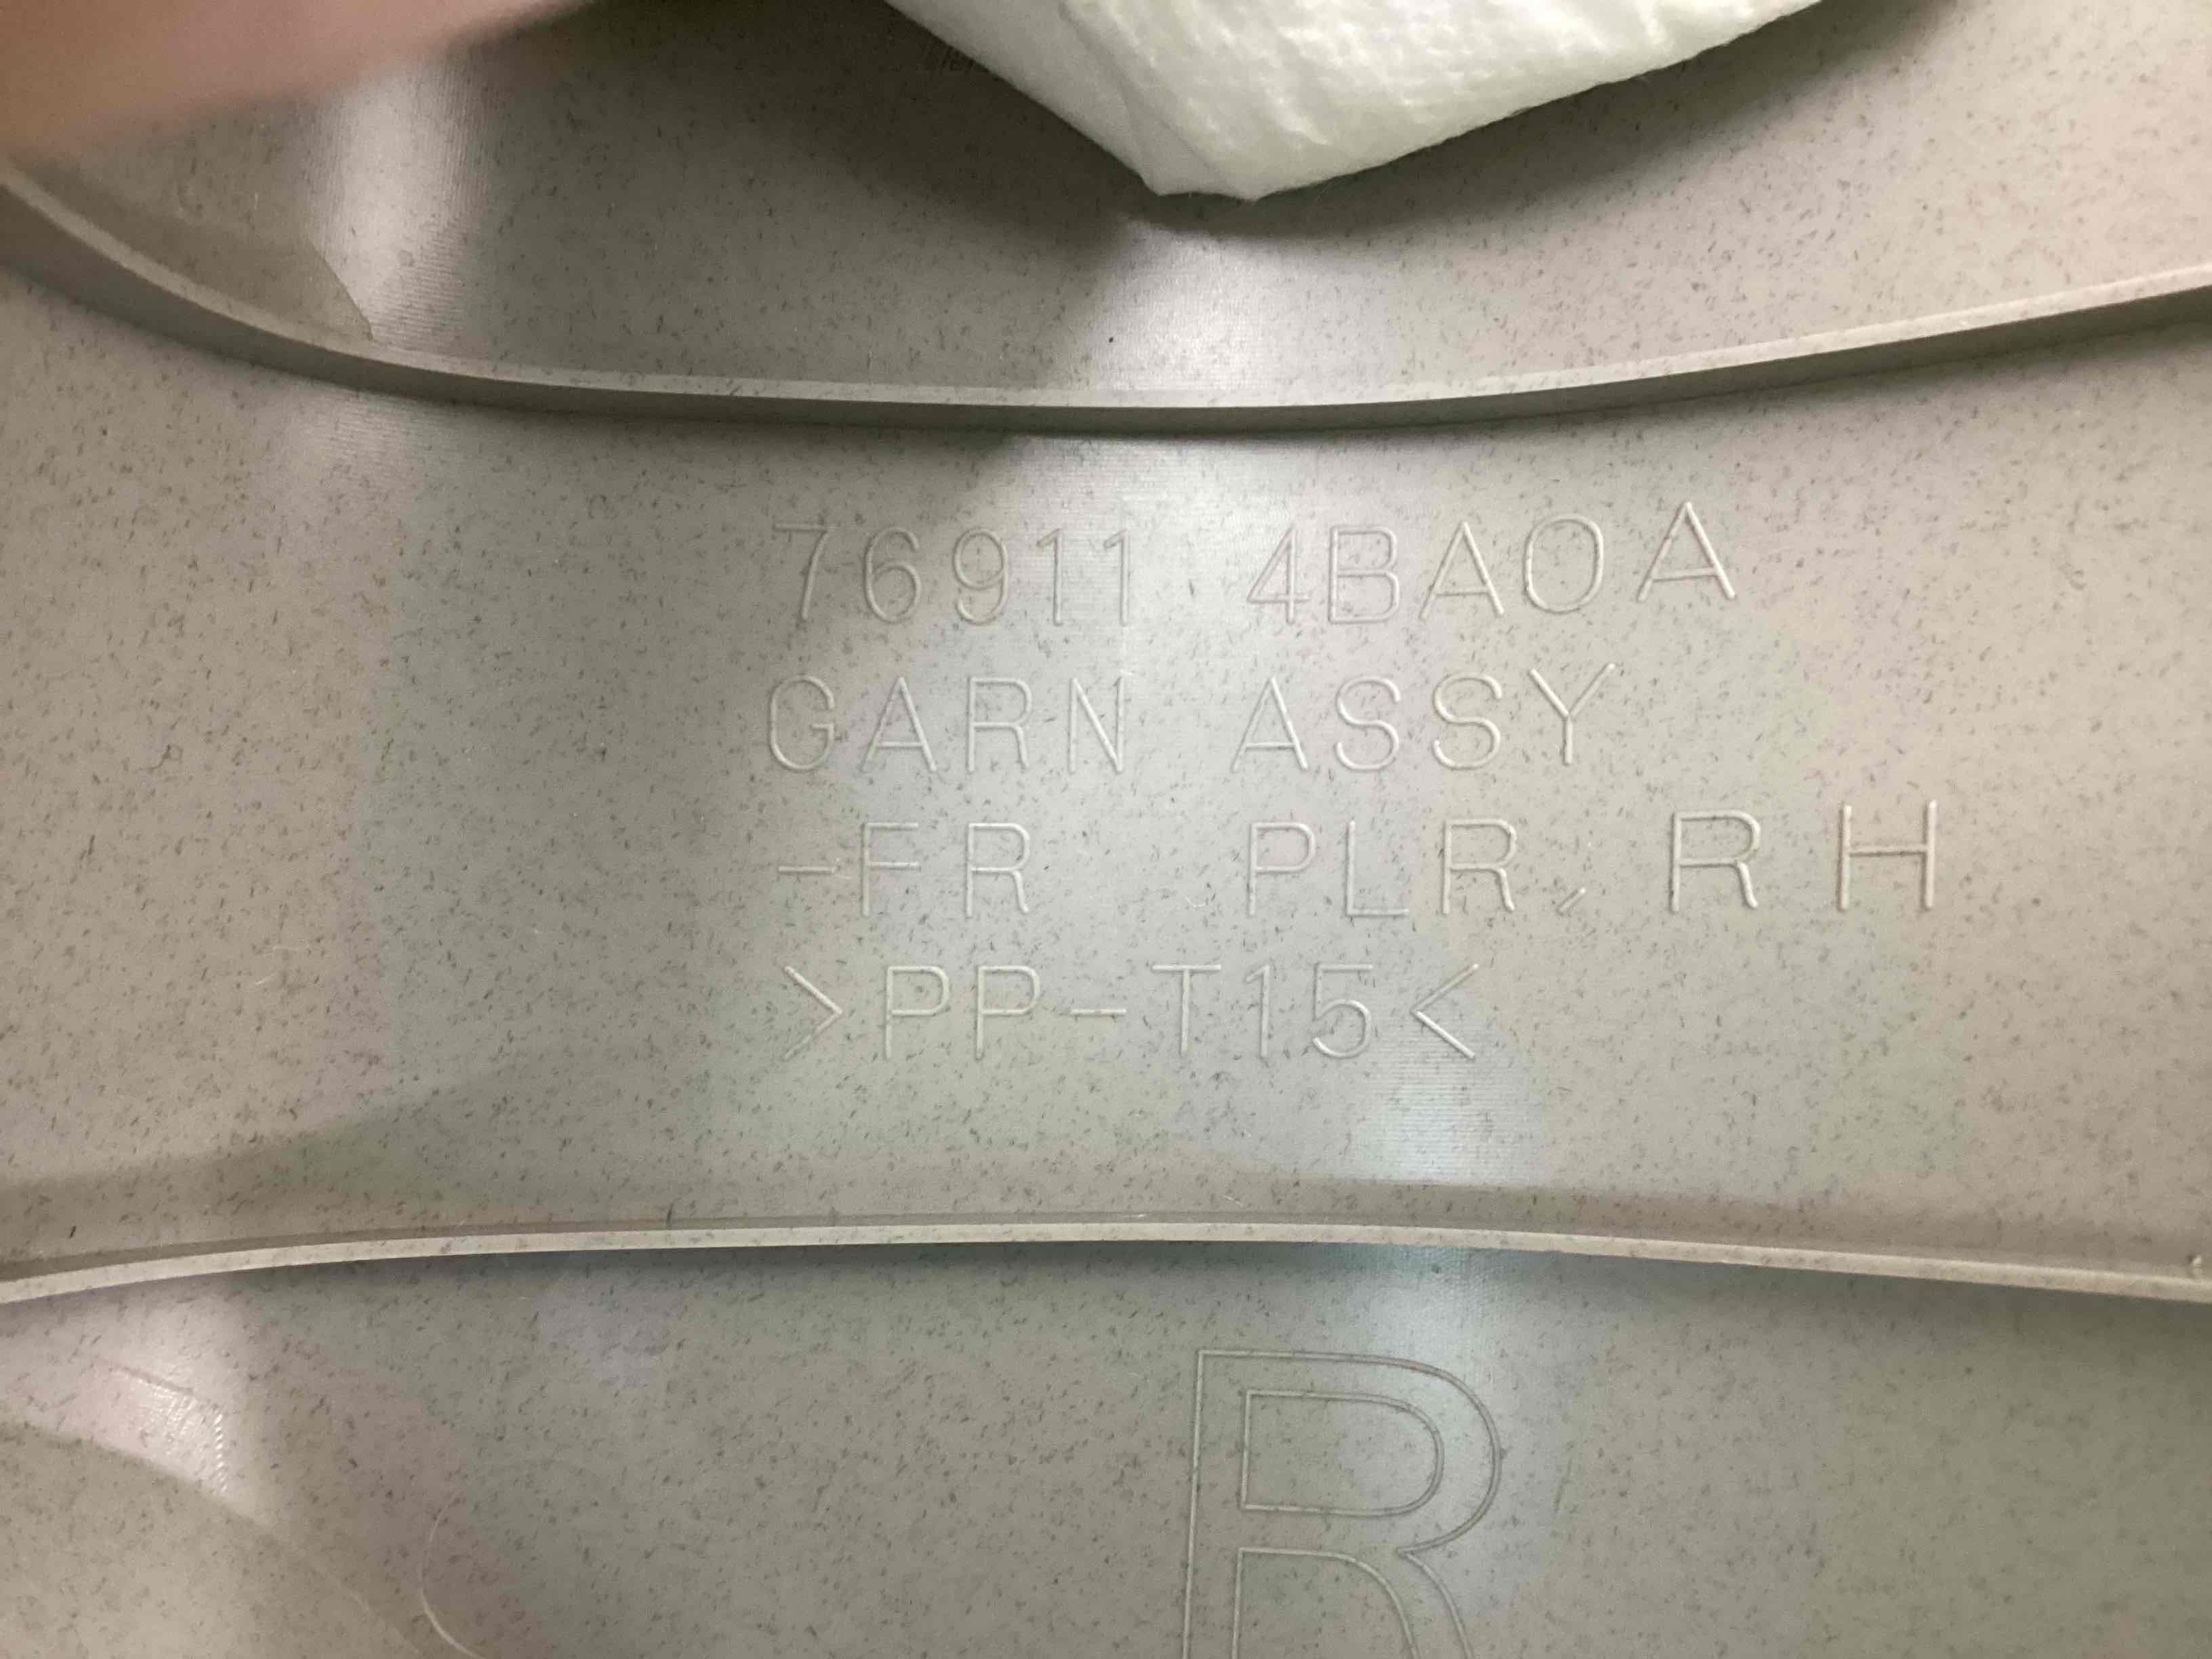 76911 4BA0A
GARN ASSY
-FR PLR, RH
>PP-T15<
R